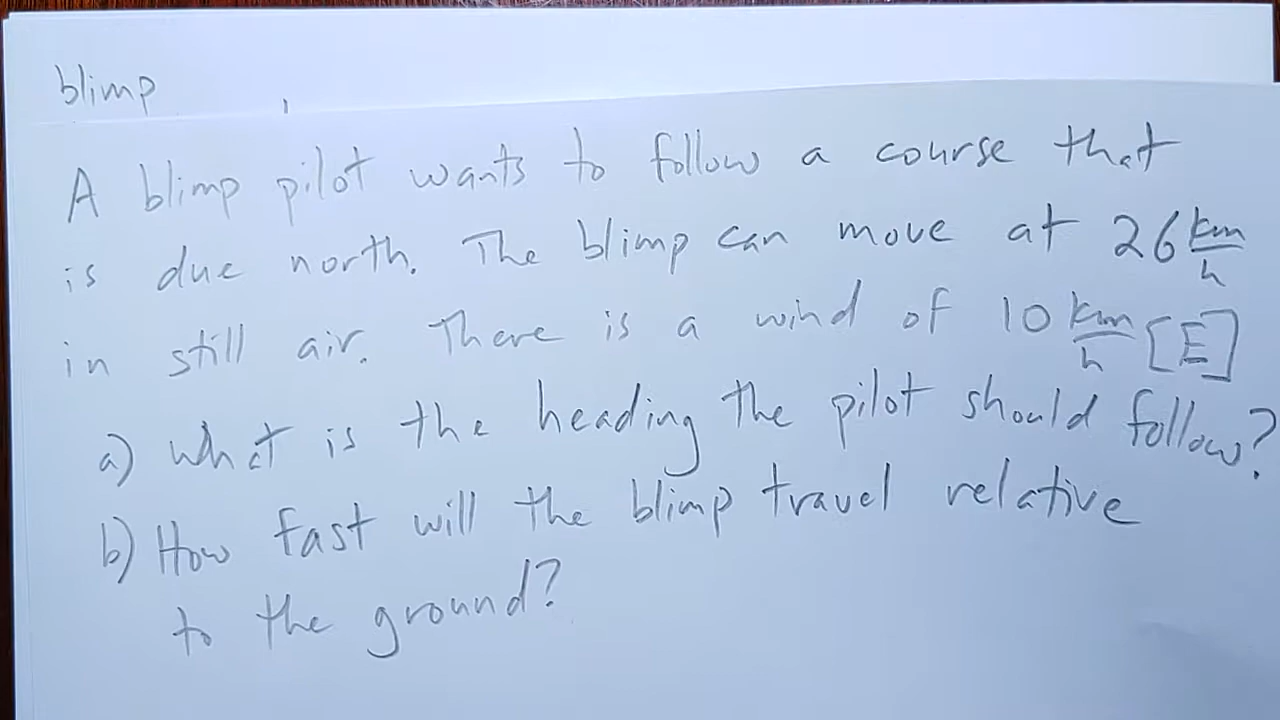 blimp
A blimp pilot wants to follow a course that
is due north. The blimp can move at 26 km/h
in still air. There is a wind of 10 km/h [E]
a) What is the heading the pilot should follow?
b) How fast will the blimp travel relative
to the ground?